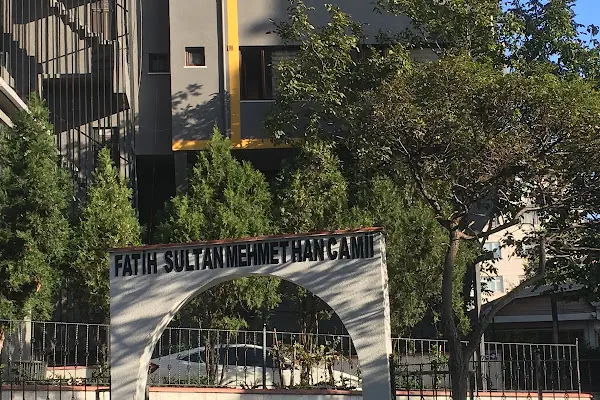 FATIH SULTAN MEHMET HAN CAMII